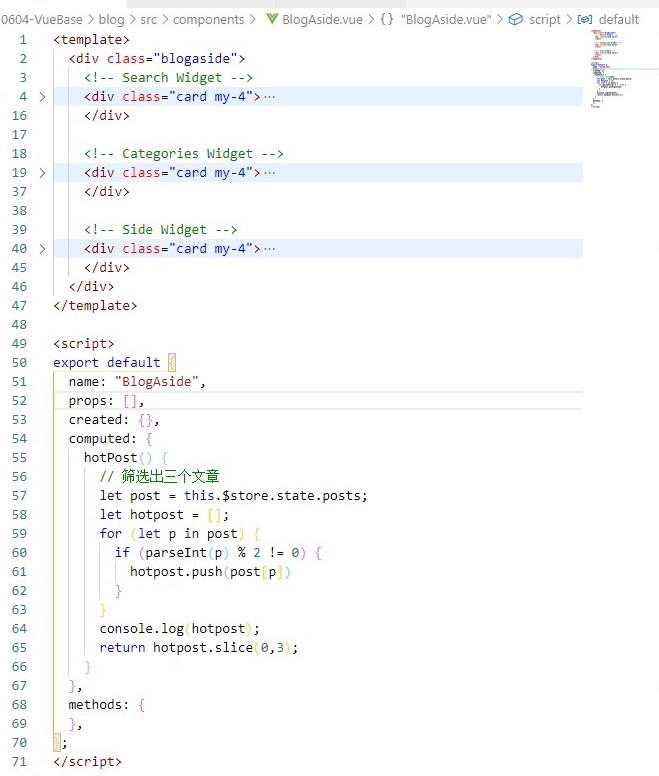 0604-VueBase > blog > src > components > BlogAside.vue > {} "BlogAside.vue" > script > default
1 <template>
2 <div class="blogaside">
3 <!-- Search Widget -->
4 > <div class="card my-4">···
16 </div>
17
18 <!-- Categories Widget -->
19 > <div class="card my-4">···
37 </div>
38
39 <!-- Side Widget -->
40 > <div class="card my-4">···
45 </div>
46 </div>
47 </template>
48
49 <script>
50 export default {
51 name: "BlogAside",
52 props: [],
53 created: {},
54 computed: {
55 hotPost() {
56 // 筛选出三个文章
57 let post = this.$store.state.posts;
58 let hotpost = [];
59 for (let p in post) {
60 if (parseInt(p) % 2 != 0) {
61 hotpost.push(post[p])
62 }
63 }
64 console.log(hotpost);
65 return hotpost.slice(0,3);
66 }
67 },
68 methods: {
69 },
70 };
71 </script>